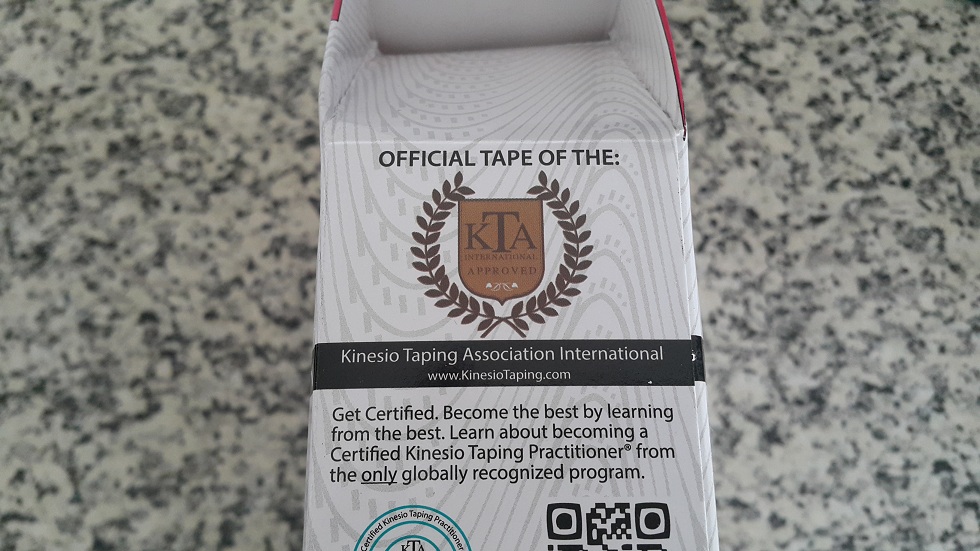 OFFICIAL TAPE OF THE:
KTA
INTERNATIONAL
APPROVED
Kinesio Taping Association International
www.KinesioTaping.com
Get Certified. Become the best by learning
from the best. Learn about becoming a
Certified Kinesio Taping Practitioner® from
the only globally recognized program.
Certified Kinesio Taping Practitioner
KTA